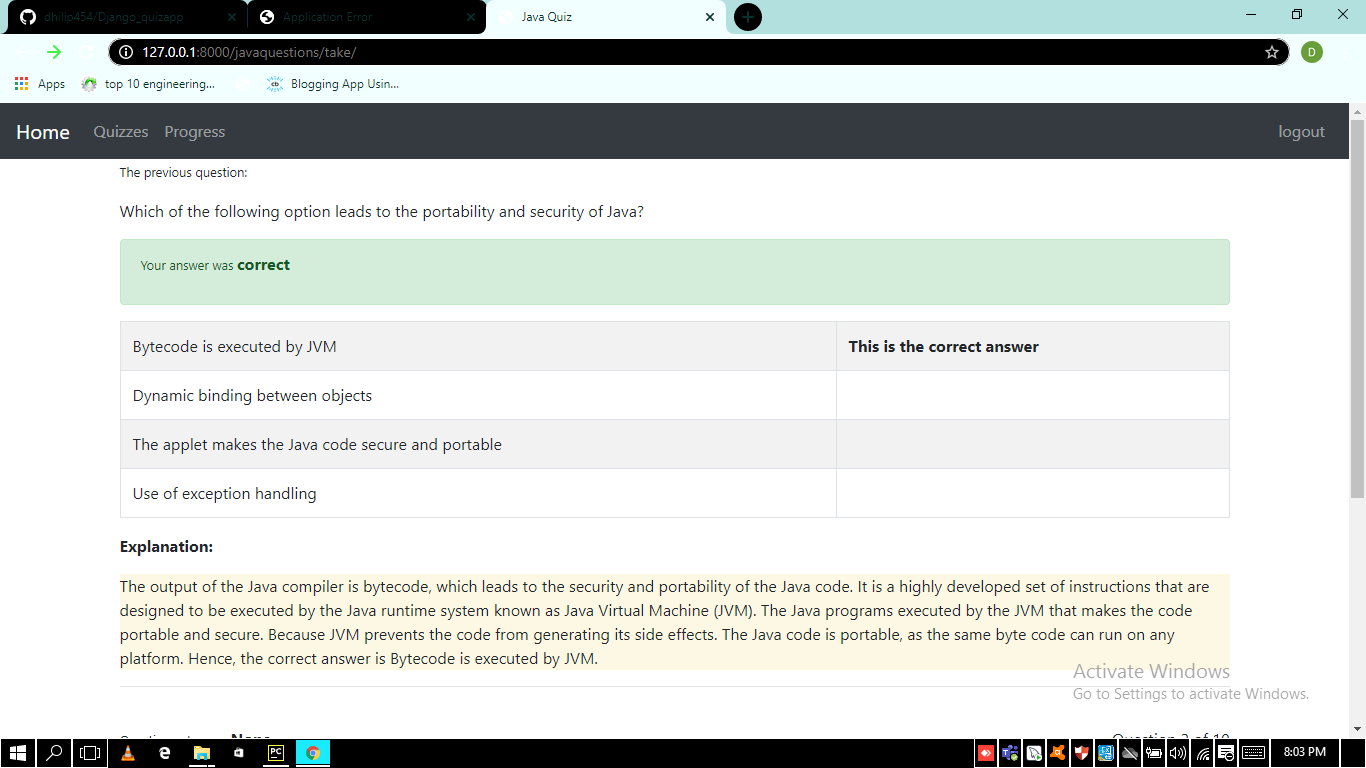 dhilip454/Django_quizapp
Application Error
Java Quiz
127.0.0.1:8000/javaquestions/take/
D
Apps
top 10 engineering...
Blogging App Usin...
Home
Quizzes
Progress
logout
The previous question:
Which of the following option leads to the portability and security of Java?
Your answer was correct
Bytecode is executed by JVM
This is the correct answer
Dynamic binding between objects
The applet makes the Java code secure and portable
Use of exception handling
Explanation:
The output of the Java compiler is bytecode, which leads to the security and portability of the Java code. It is a highly developed set of instructions that are
designed to be executed by the Java runtime system known as Java Virtual Machine (JVM). The Java programs executed by the JVM that makes the code
portable and secure. Because JVM prevents the code from generating its side effects. The Java code is portable, as the same byte code can run on any
platform. Hence, the correct answer is Bytecode is executed by JVM.
Activate Windows
Go to Settings to activate Windows.
None
Question 2 of 10
PC
8:03 PM